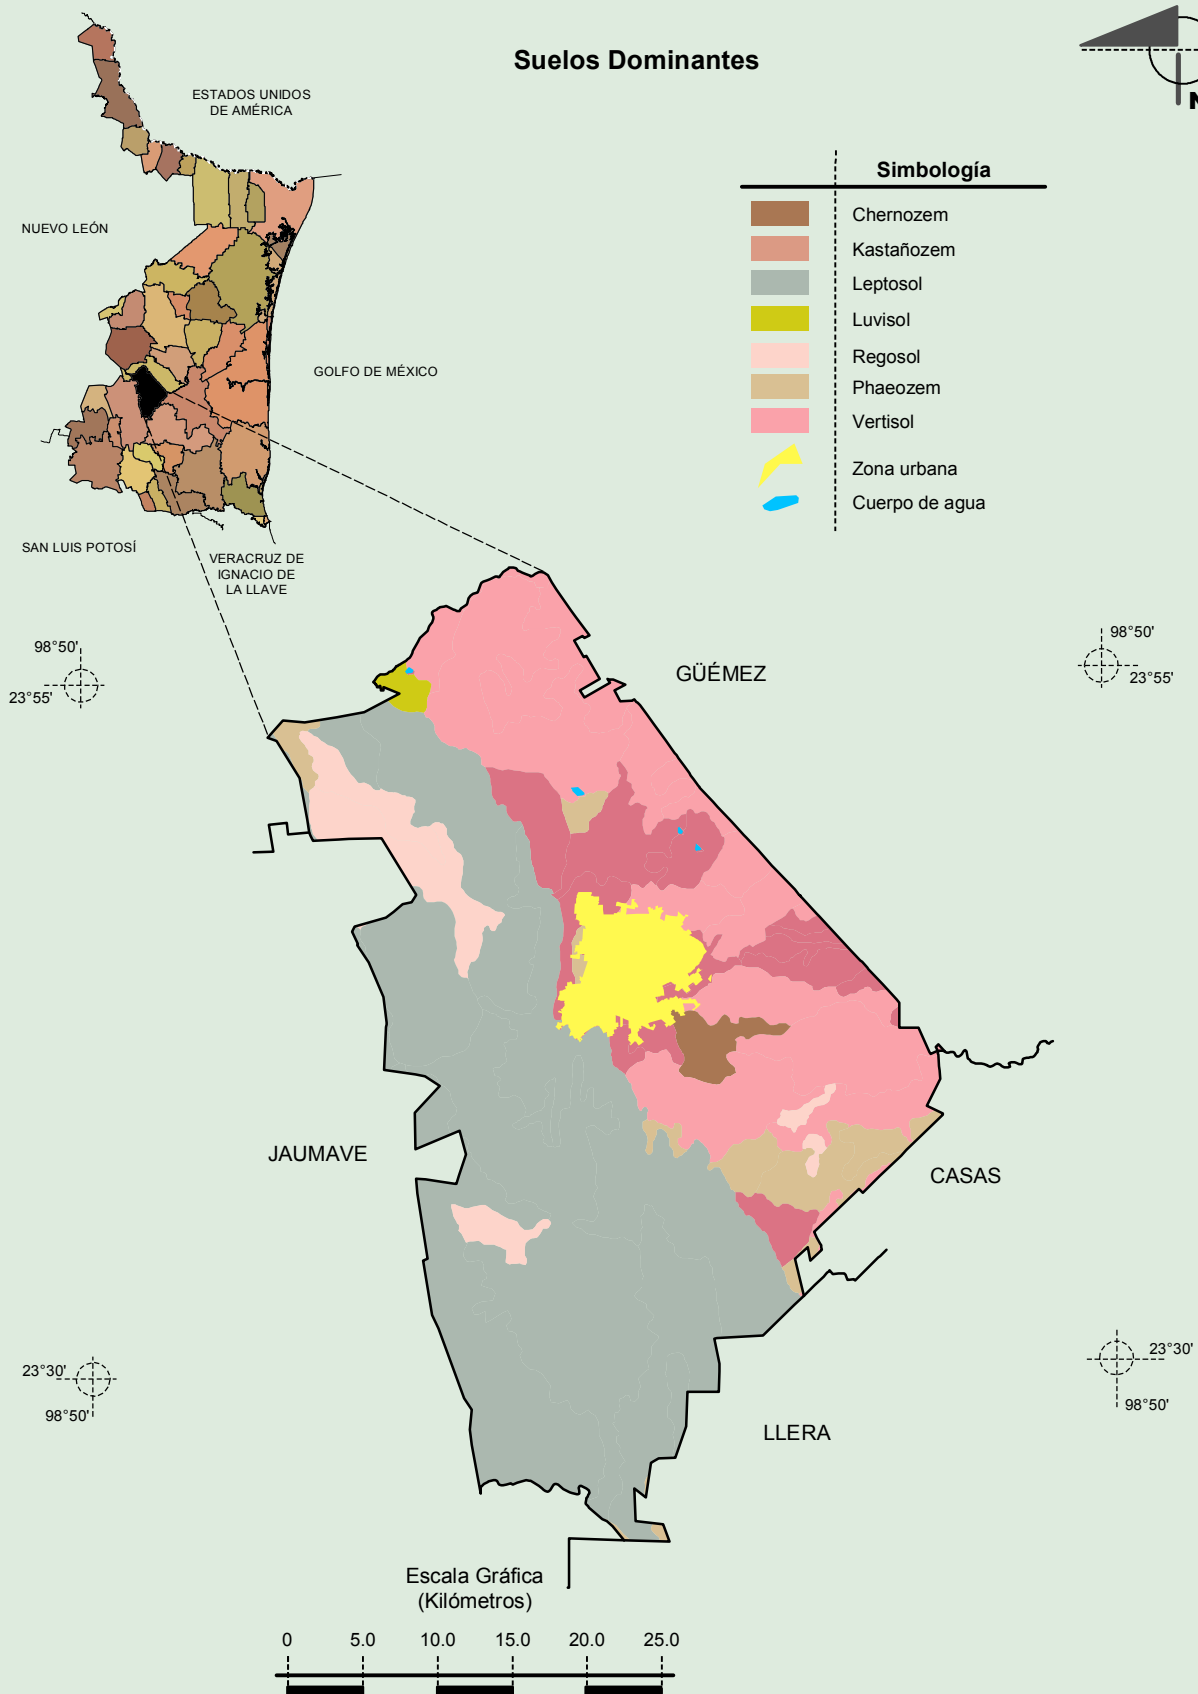 Suelos Dominantes
N
ESTADOS UNIDOS
DE AMÉRICA
NUEVO LEÓN
GOLFO DE MÉXICO
SAN LUIS POTOSÍ
VERACRUZ DE
IGNACIO DE
LA LLAVE
Simbología
Chernozem
Kastañozem
Leptosol
Luvisol
Regosol
Phaeozem
Vertisol
Zona urbana
Cuerpo de agua
98°50'
23°55'
98°50'
23°55'
GÜÉMEZ
JAUMAVE
CASAS
LLERA
23°30'
98°50'
23°30'
98°50'
Escala Gráfica
(Kilómetros)
0 5.0 10.0 15.0 20.0 25.0